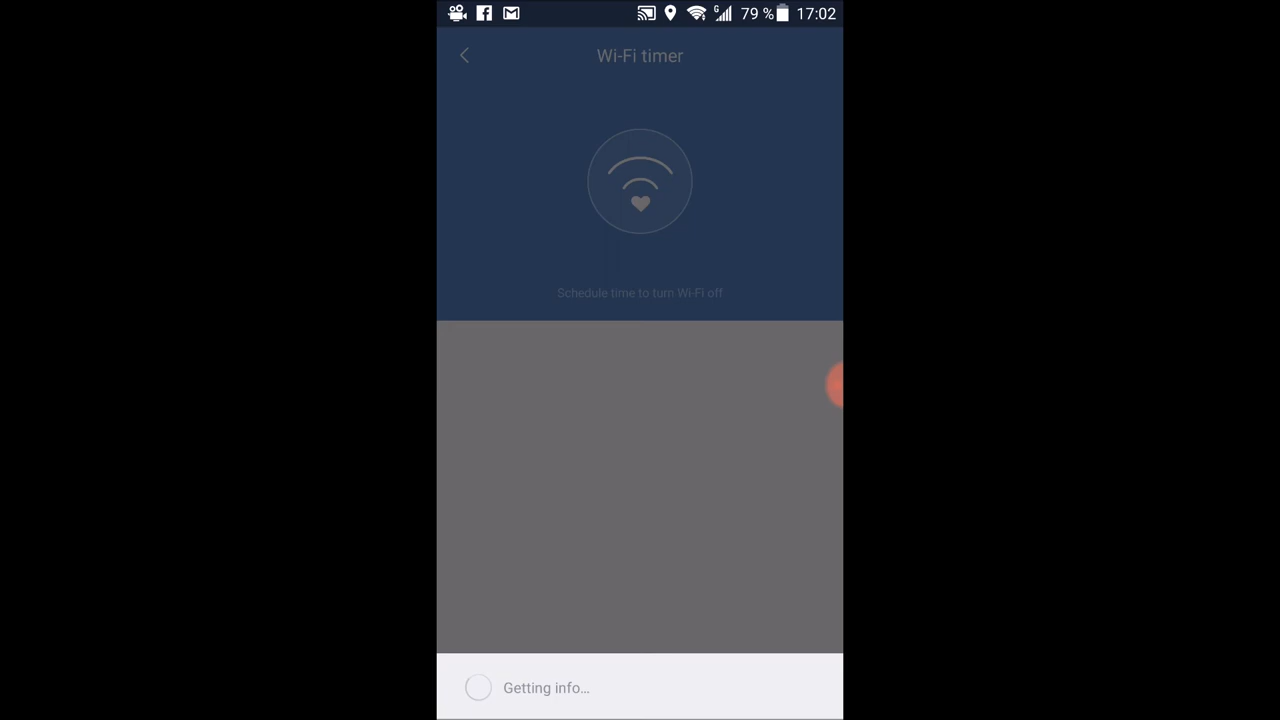 G 79 % 17:02
Wi-Fi timer
Schedule time to turn Wi-Fi off
Getting info...